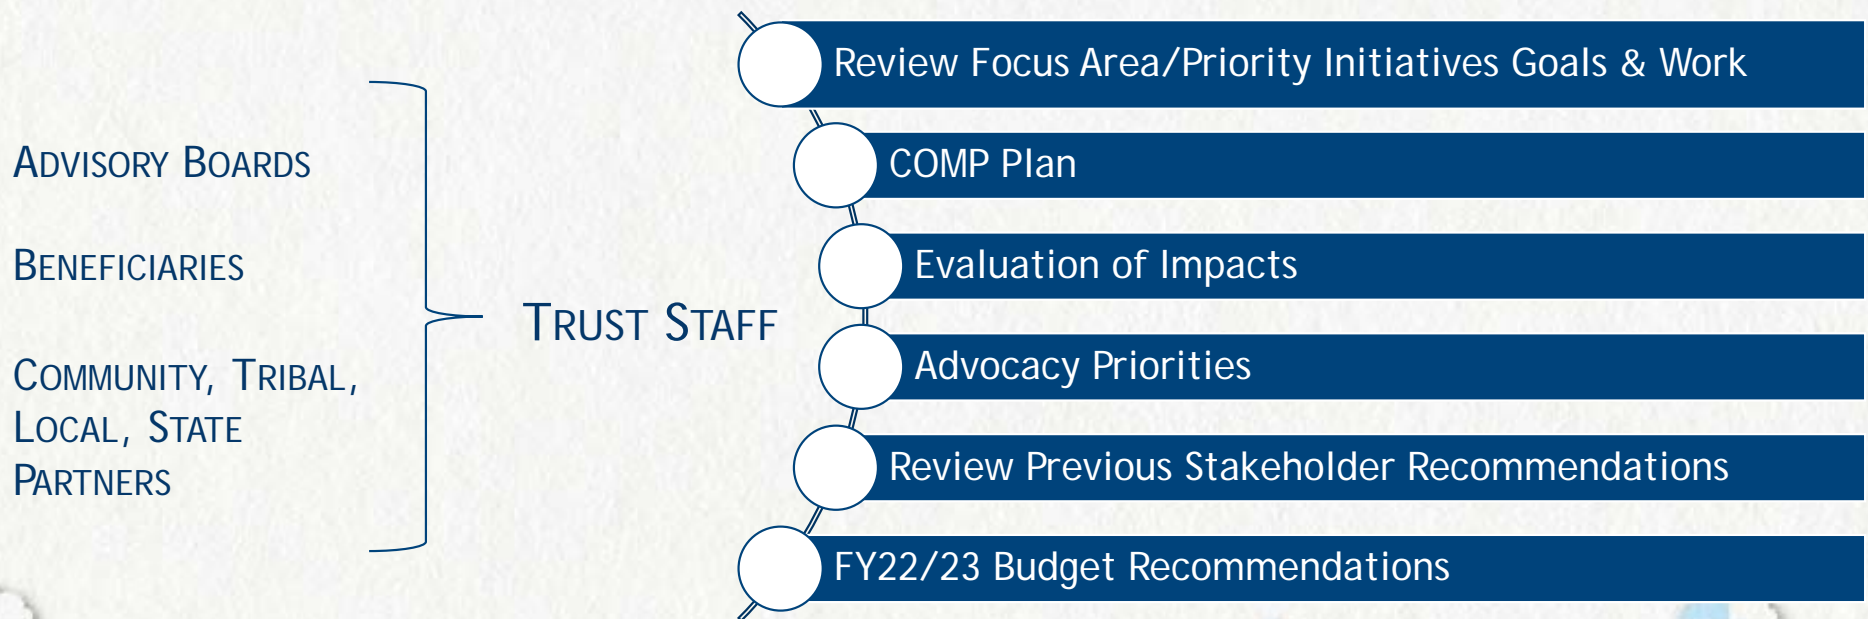 ADVISORY BOARDS
BENEFICIARIES
COMMUNITY, TRIBAL,
LOCAL, STATE
PARTNERS
TRUST STAFF
Review Focus Area/Priority Initiatives Goals & Work
COMP Plan
Evaluation of Impacts
Advocacy Priorities
Review Previous Stakeholder Recommendations
FY22/23 Budget Recommendations